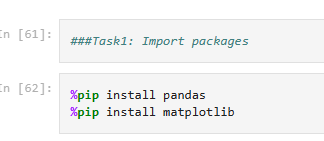 In [61]:
###Task1: Import packages
In [62]:
%pip install pandas
%pip install matplotlib